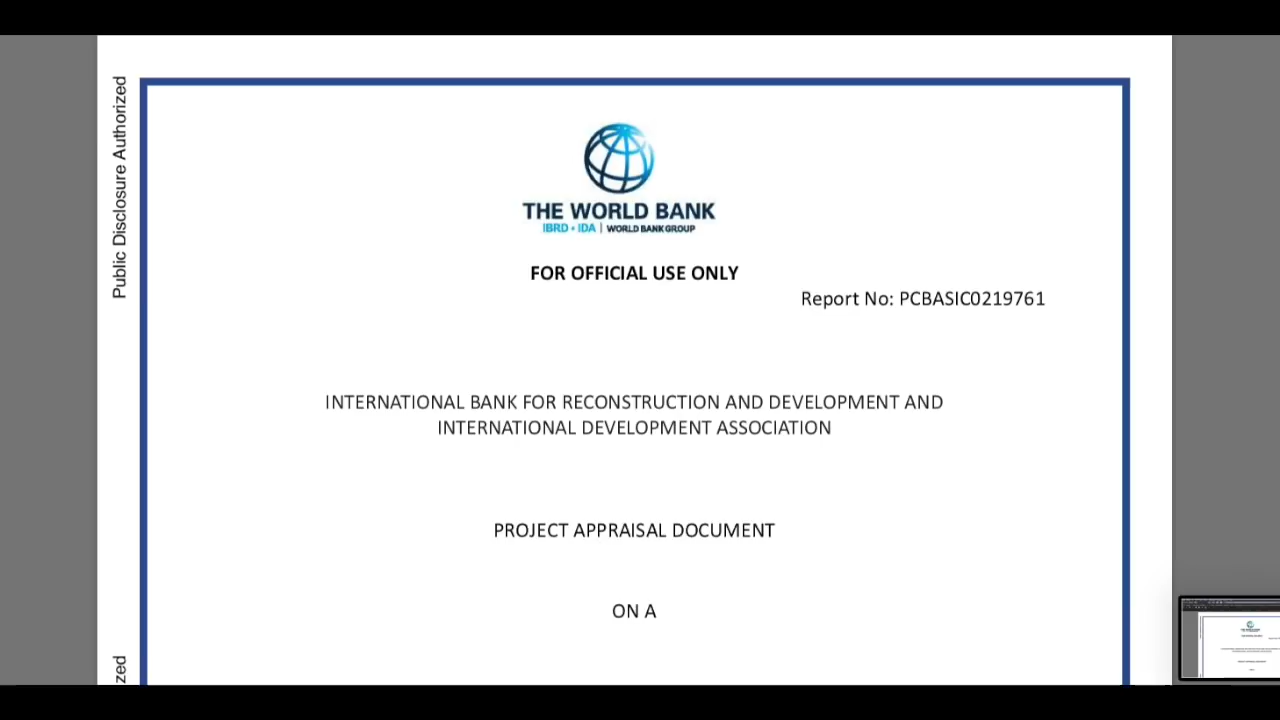 Public Disclosure Authorized
THE WORLD BANK
IBRD • IDA | WORLD BANK GROUP
FOR OFFICIAL USE ONLY
Report No: PCBASIC0219761
INTERNATIONAL BANK FOR RECONSTRUCTION AND DEVELOPMENT AND
INTERNATIONAL DEVELOPMENT ASSOCIATION
PROJECT APPRAISAL DOCUMENT
ON A
zed